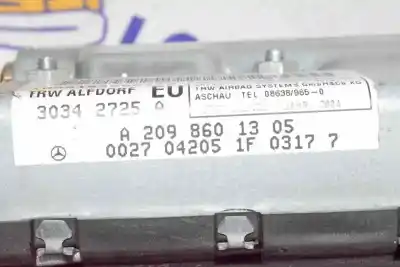 TRW ALFDORF EU
TRW AIRBAG SYSTEMS GMBH&CO KG
ASCHAU TEL 08638/965-0
3034 2725 A
A 209 860 13 05
0027 04205 1F 0317 7